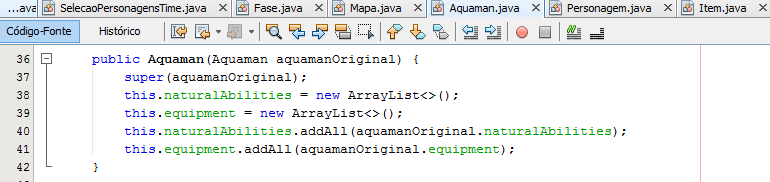 ...ava SelecaoPersonagensTime.java Fase.java Mapa.java Aquaman.java Personagem.java Item.java
Código-Fonte Histórico
36 public Aquaman(Aquaman aquamanOriginal) {
37 super(aquamanOriginal);
38 this.naturalAbilities = new ArrayList<>();
39 this.equipment = new ArrayList<>();
40 this.naturalAbilities.addAll(aquamanOriginal.naturalAbilities);
41 this.equipment.addAll(aquamanOriginal.equipment);
42 }